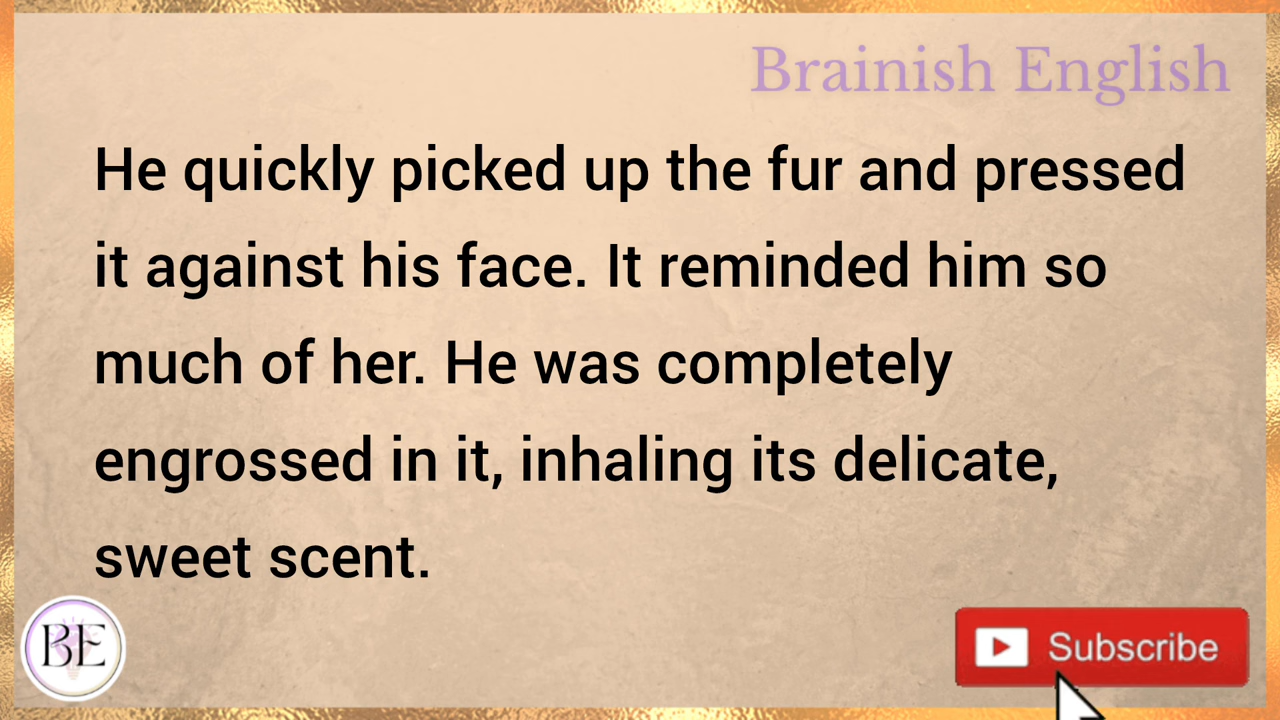 Brainish English
He quickly picked up the fur and pressed
it against his face. It reminded him so
much of her. He was completely
engrossed in it, inhaling its delicate,
sweet scent.
BE
Subscribe